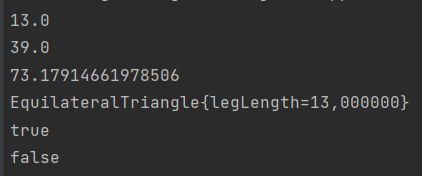 13.0
39.0
73.17914661978506
EquilateralTriangle{legLength=13,000000}
true
false